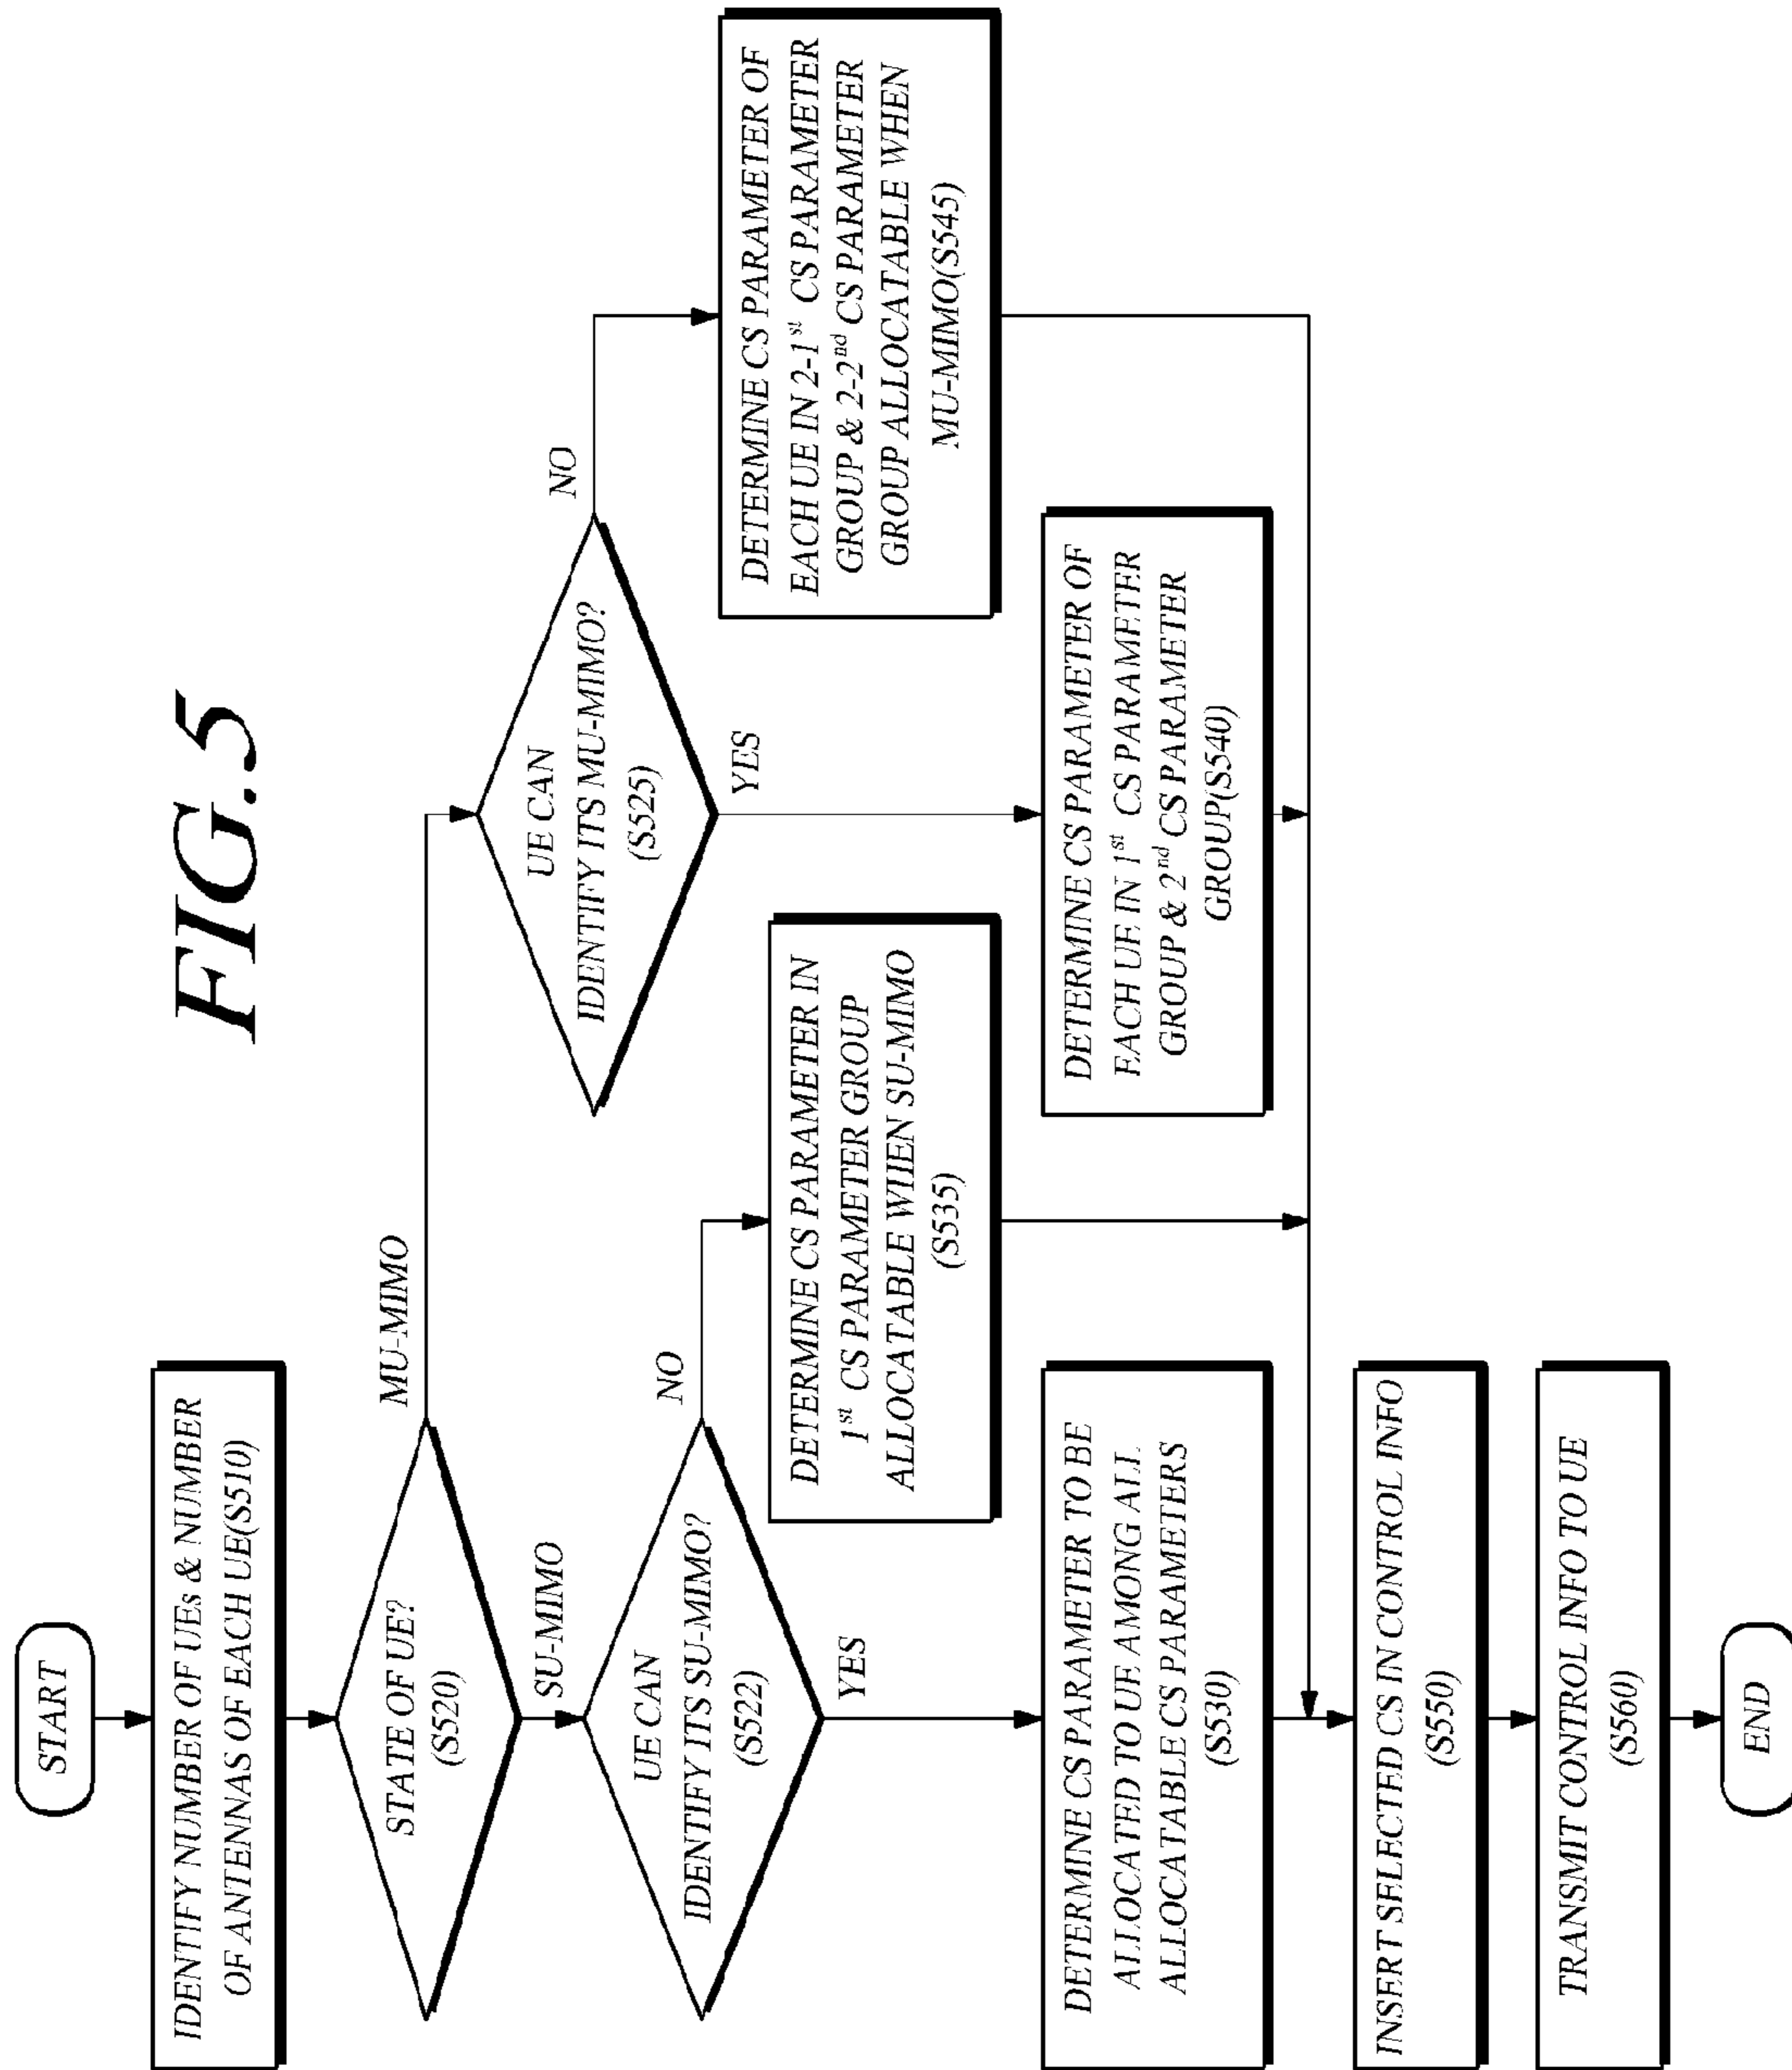 FIG.5
START
IDENTIFY NUMBER OF UEs & NUMBER
OF ANTENNAS OF EACH UE(S510)
STATE OF UE?
(S520)
MU-MIMO
SU-MIMO
UE CAN
IDENTIFY ITS SU-MIMO?
(S522)
NO
YES
UE CAN
IDENTIFY ITS MU-MIMO?
(S525)
NO
YES
DETERMINE CS PARAMETER TO BE
ALLOCATED TO UE AMONG ALL
ALLOCATABLE CS PARAMETERS
(S530)
DETERMINE CS PARAMETER IN
1st CS PARAMETER GROUP
ALLOCATABLE WHEN SU-MIMO
(S535)
DETERMINE CS PARAMETER OF
EACH UE IN 1st CS PARAMETER
GROUP & 2nd CS PARAMETER
GROUP(S540)
DETERMINE CS PARAMETER OF
EACH UE IN 2-1st CS PARAMETER
GROUP & 2-2nd CS PARAMETER
GROUP ALLOCATABLE WHEN
MU-MIMO(S545)
INSERT SELECTED CS IN CONTROL INFO
(S550)
TRANSMIT CONTROL INFO TO UE
(S560)
END